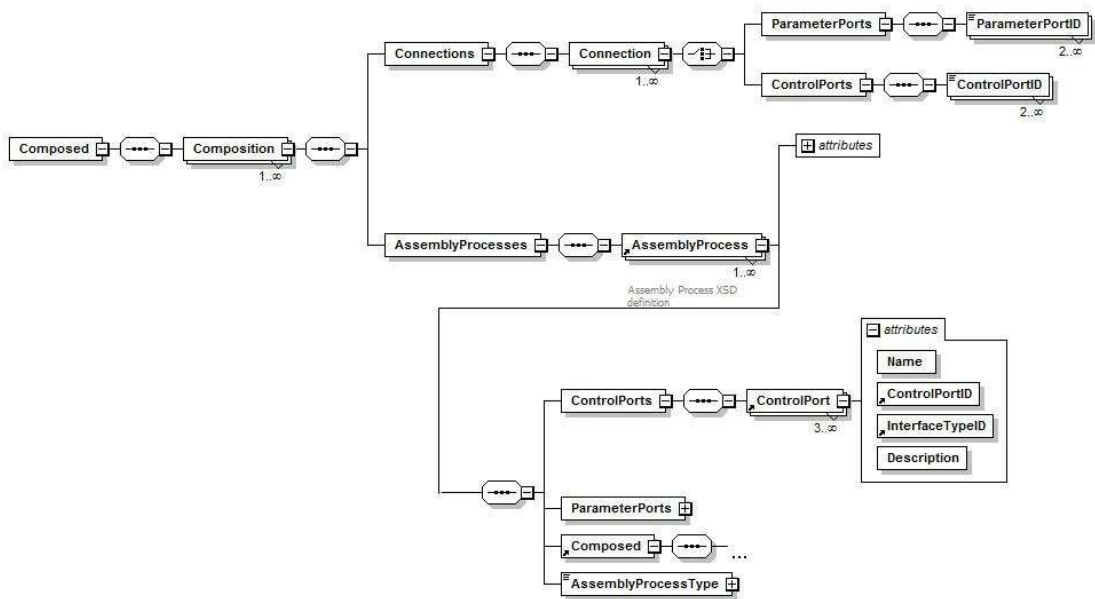 ParameterPorts
ParameterPortID
2..∞
Connections
Connection
1..∞
ControlPorts
ControlPortID
2..∞
Composed
Composition
1..∞
attributes
AssemblyProcesses
AssemblyProcess
1..∞
Assembly Process XSD
definition
attributes
Name
ControlPorts
ControlPort
3..∞
ControlPortID
InterfaceTypeID
Description
ParameterPorts
Composed
...
AssemblyProcessType